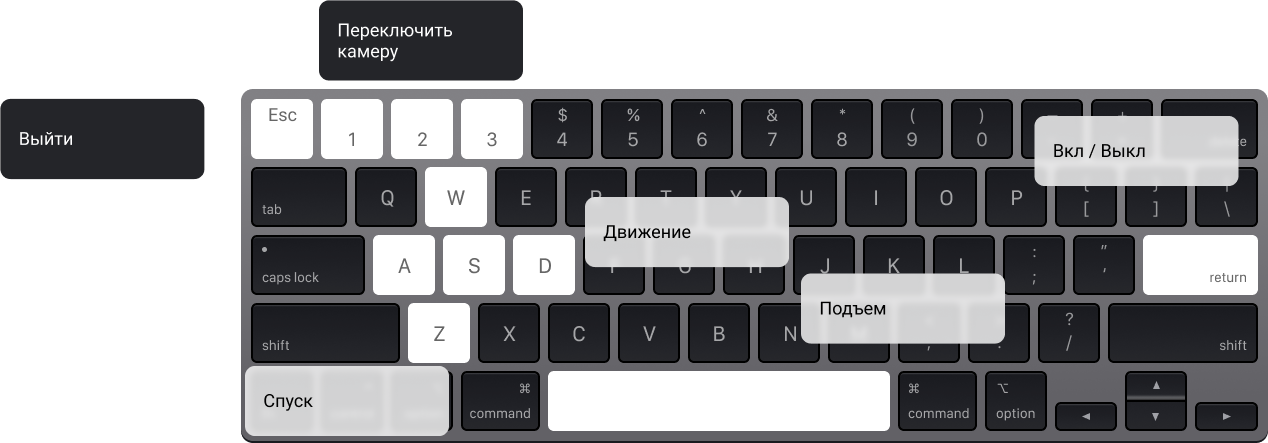 Переключить
камеру
Выйти
Esc 1 2 3 $ 4 % 5 ^ 6 & 7 * 8 ( 9 ) 0
Вкл / Выкл
tab Q W E R T Y U I O P [ ] \
Движение
caps lock A S D J K L : ; " ' return
Подъем
shift Z X C V B N ? / shift
Спуск
⌘ command ⌘ command ⌥ option ◀ ▲ ▼ ▶